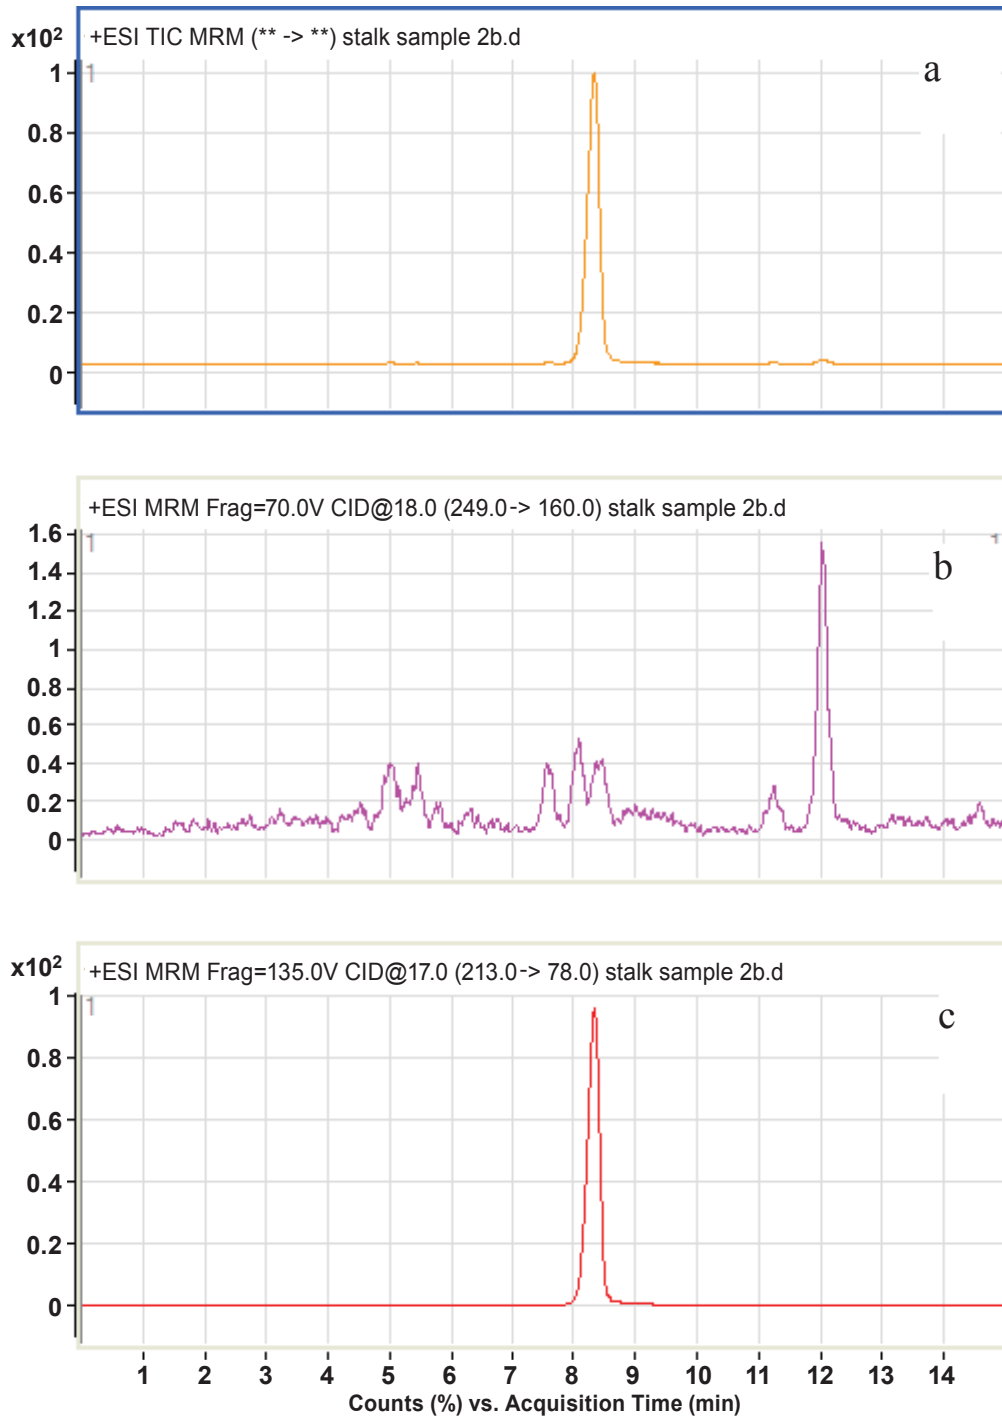 x10²
+ESI TIC MRM (** -> **) stalk sample 2b.d
1
a
1
0.8
0.6
0.4
0.2
0
+ESI MRM Frag=70.0V CID@18.0 (249.0-> 160.0) stalk sample 2b.d
1
1
b
1.6
1.4
1.2
1
0.8
0.6
0.4
0.2
0
x10²
+ESI MRM Frag=135.0V CID@17.0 (213.0-> 78.0) stalk sample 2b.d
1
c
1
0.8
0.6
0.4
0.2
0
1 2 3 4 5 6 7 8 9 10 11 12 13 14
Counts (%) vs. Acquisition Time (min)